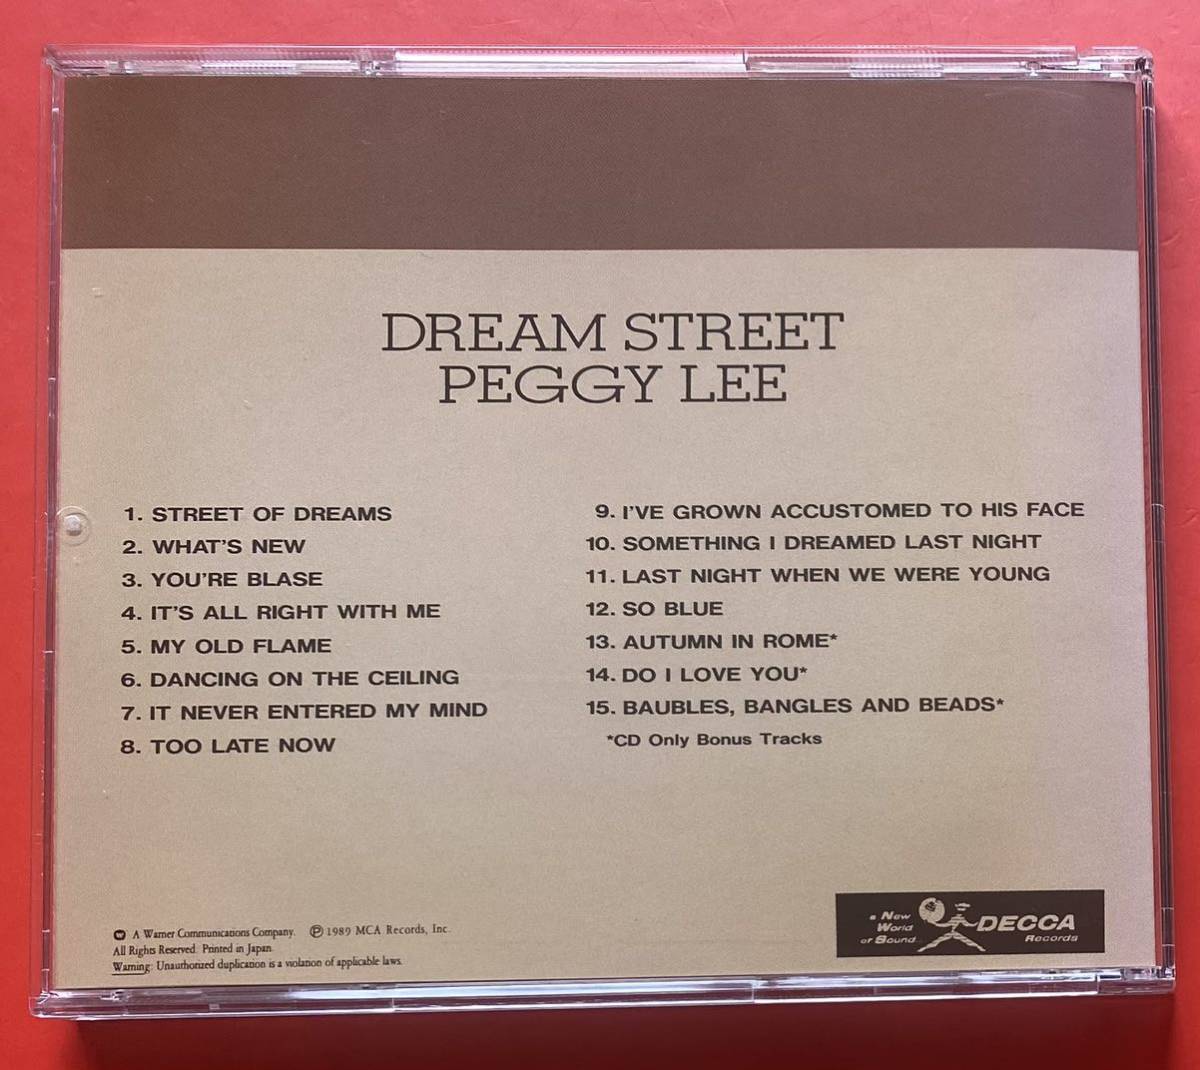 DREAM STREET
PEGGY LEE
1. STREET OF DREAMS
2. WHAT'S NEW
3. YOU'RE BLASE
4. IT'S ALL RIGHT WITH ME
5. MY OLD FLAME
6. DANCING ON THE CEILING
7. IT NEVER ENTERED MY MIND
8. TOO LATE NOW
9. I'VE GROWN ACCUSTOMED TO HIS FACE
10. SOMETHING I DREAMED LAST NIGHT
11. LAST NIGHT WHEN WE WERE YOUNG
12. SO BLUE
13. AUTUMN IN ROME*
14. DO I LOVE YOU*
15. BAUBLES, BANGLES AND BEADS*
*CD Only Bonus Tracks
A Warner Communications Company. ℗ 1989 MCA Records, Inc.
All Rights Reserved. Printed in Japan.
Warning: Unauthorized duplication is a violation of applicable laws.
a New
World
of Sound
DECCA
Records